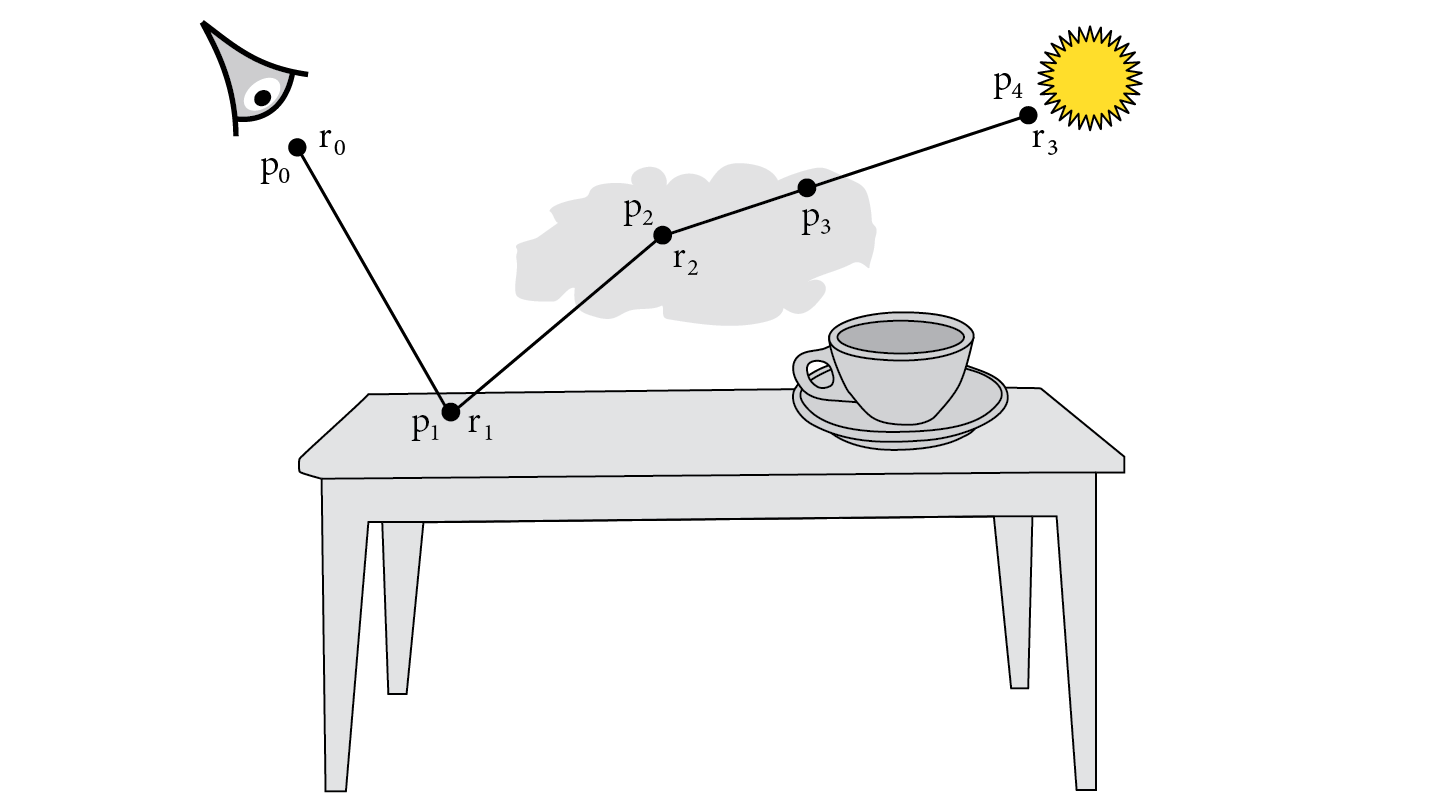 p₄
r₃
r₀
p₀
p₂
p₃
r₂
p₁ r₁